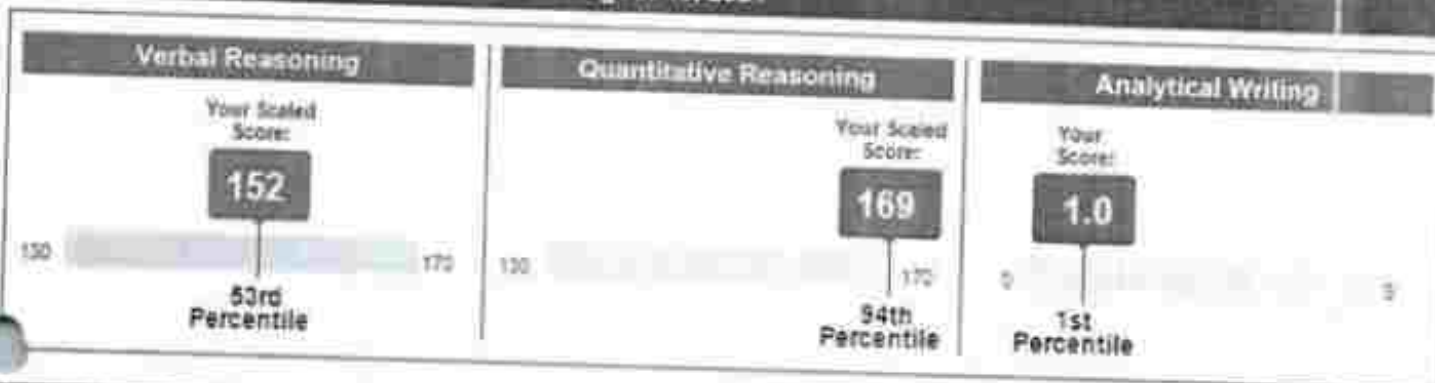 Verbal Reasoning
Your Scaled
Score:
152
130
170
53rd
Percentile
Quantitative Reasoning
Your Scaled
Score:
169
130
170
94th
Percentile
Analytical Writing
Your
Score:
1.0
0
1st
Percentile